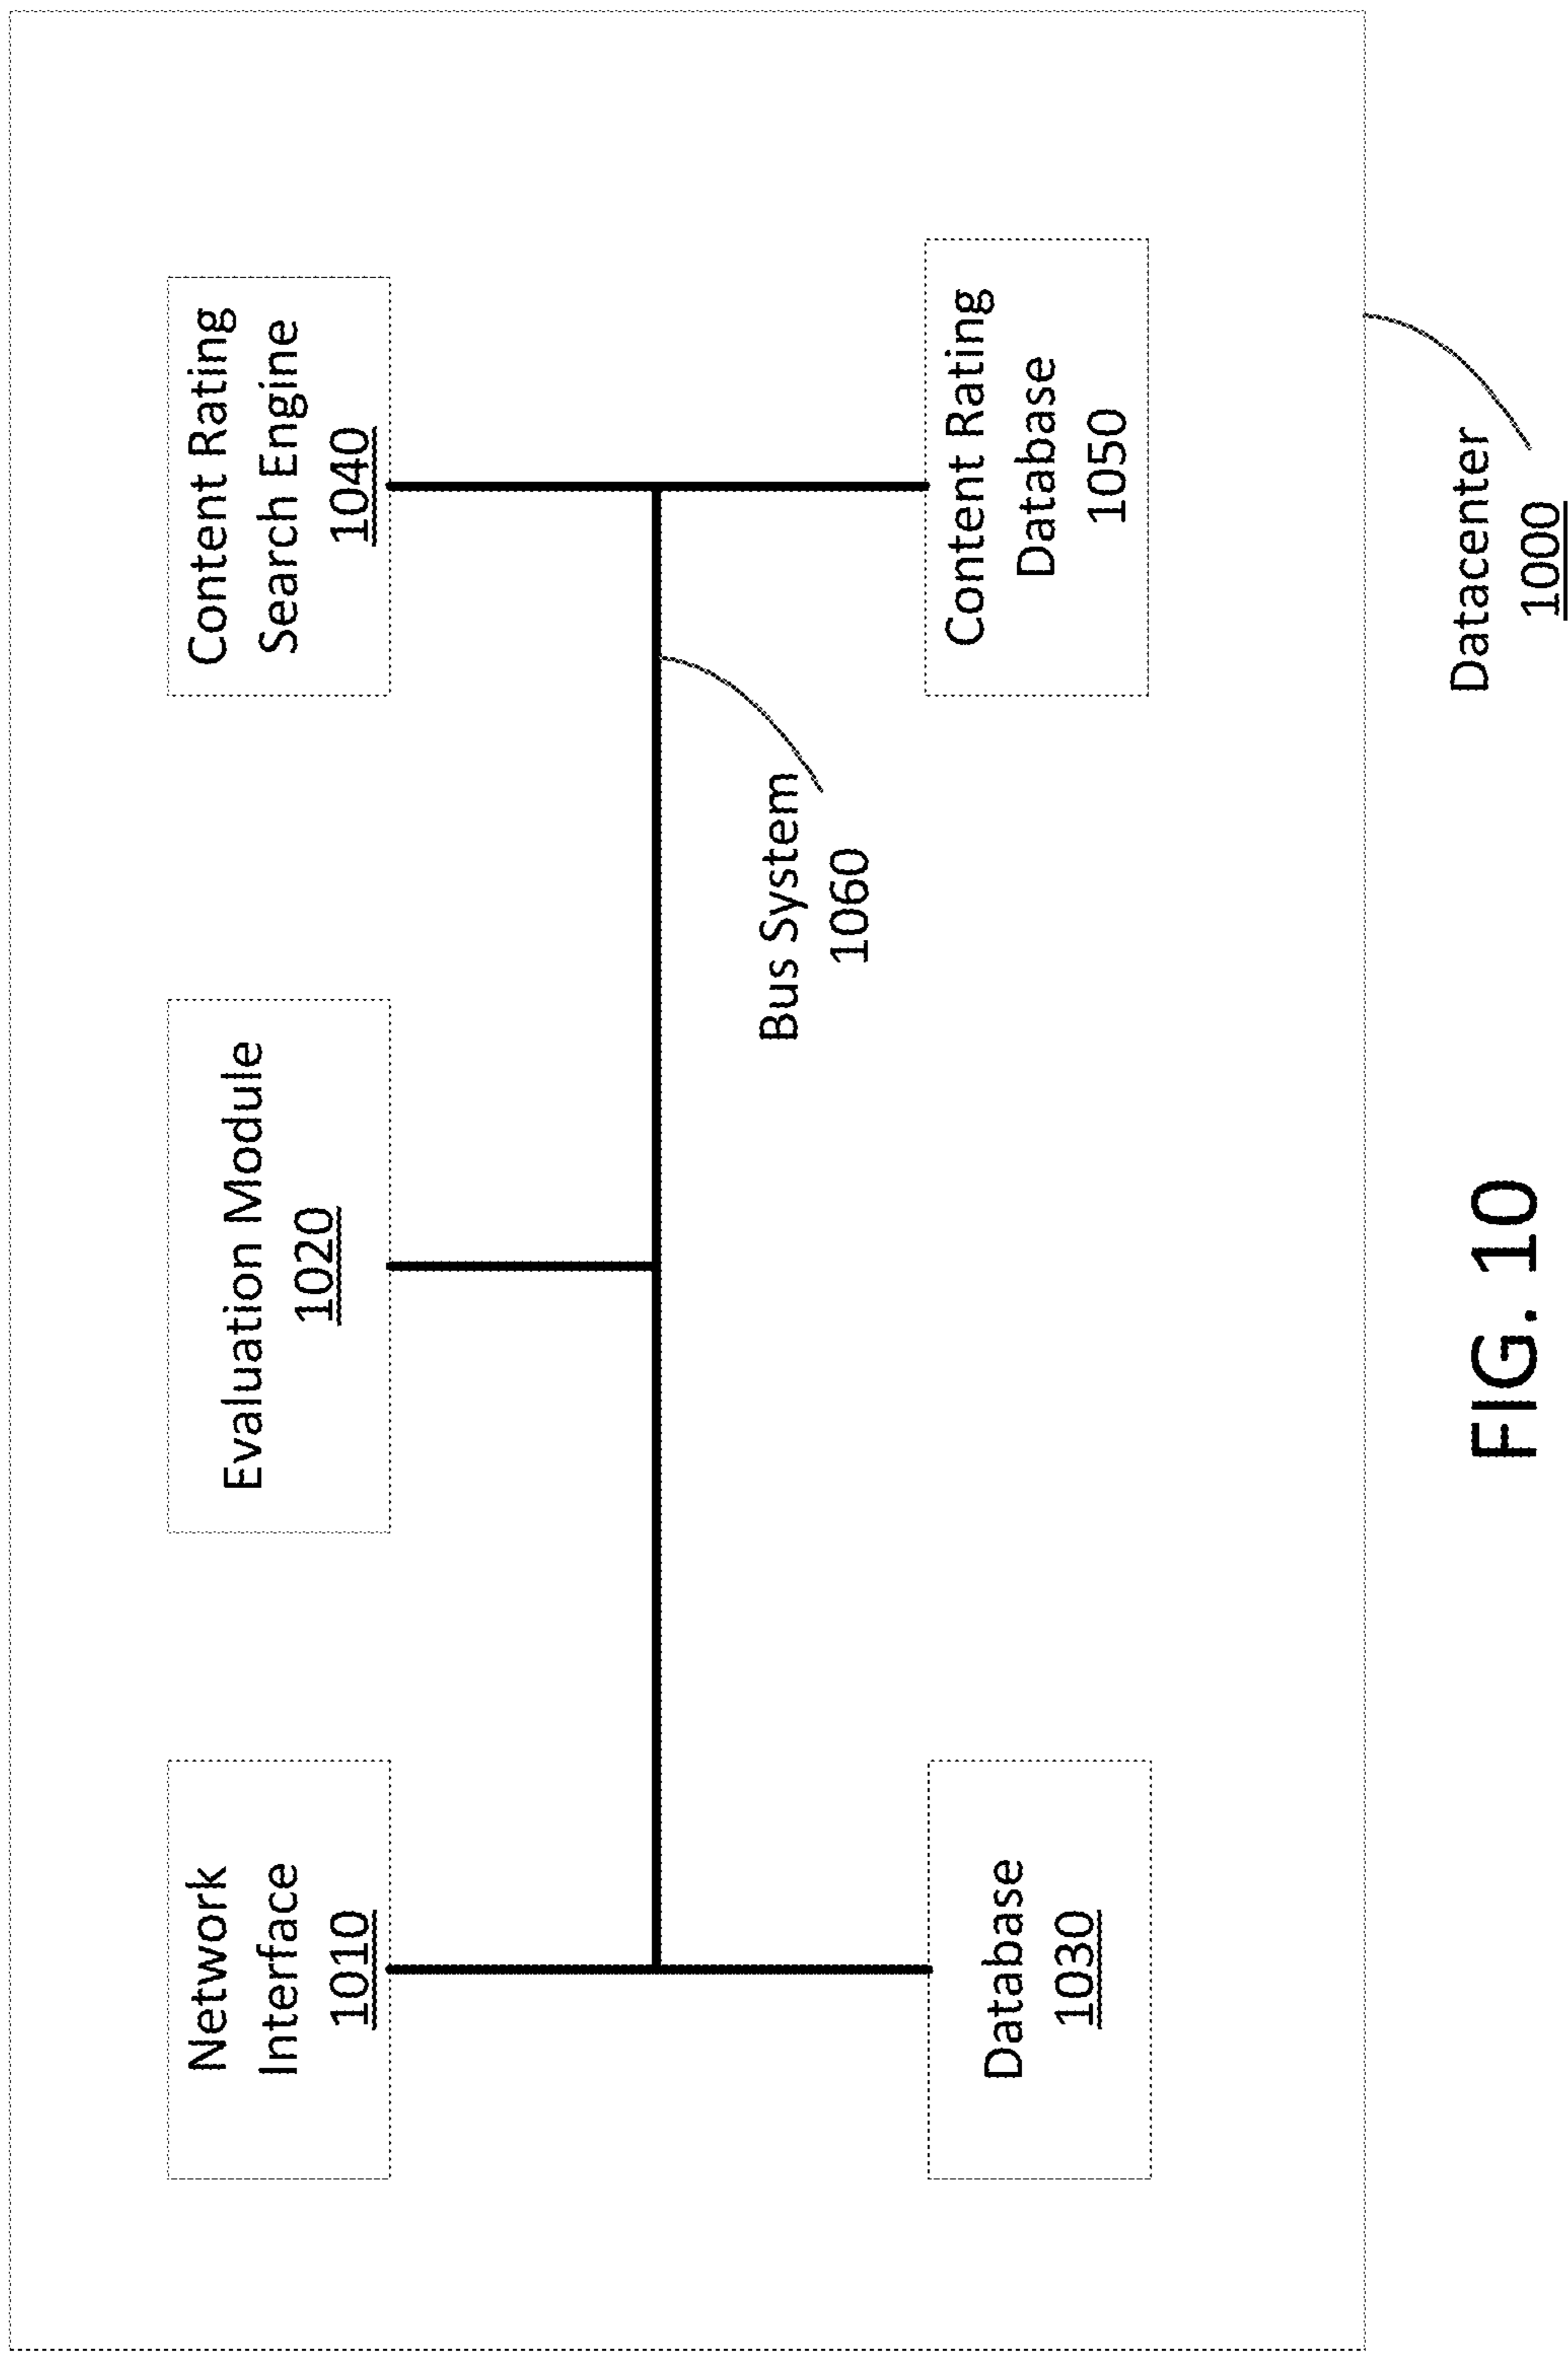 Network
Interface
1010
Evaluation Module
1020
Content Rating
Search Engine
1040
Bus System
1060
Database
1030
Content Rating
Database
1050
Datacenter
1000
FIG. 10